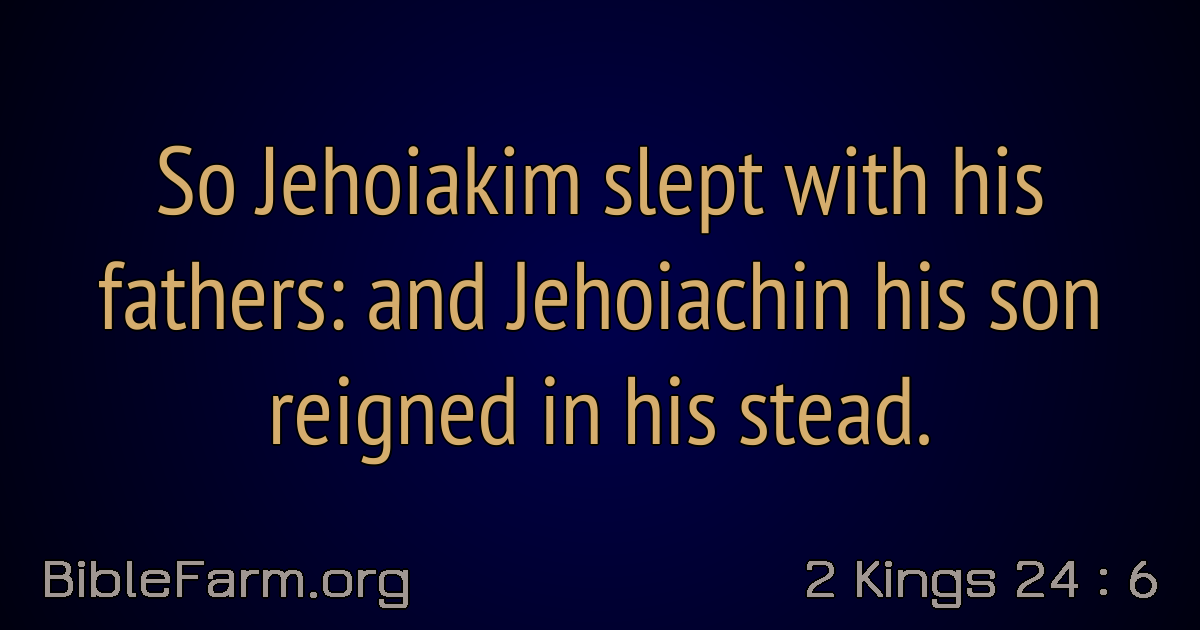 So Jehoiakim slept with his
fathers: and Jehoiachin his son
reigned in his stead.
BibleFarm.org
2 Kings 24 : 6